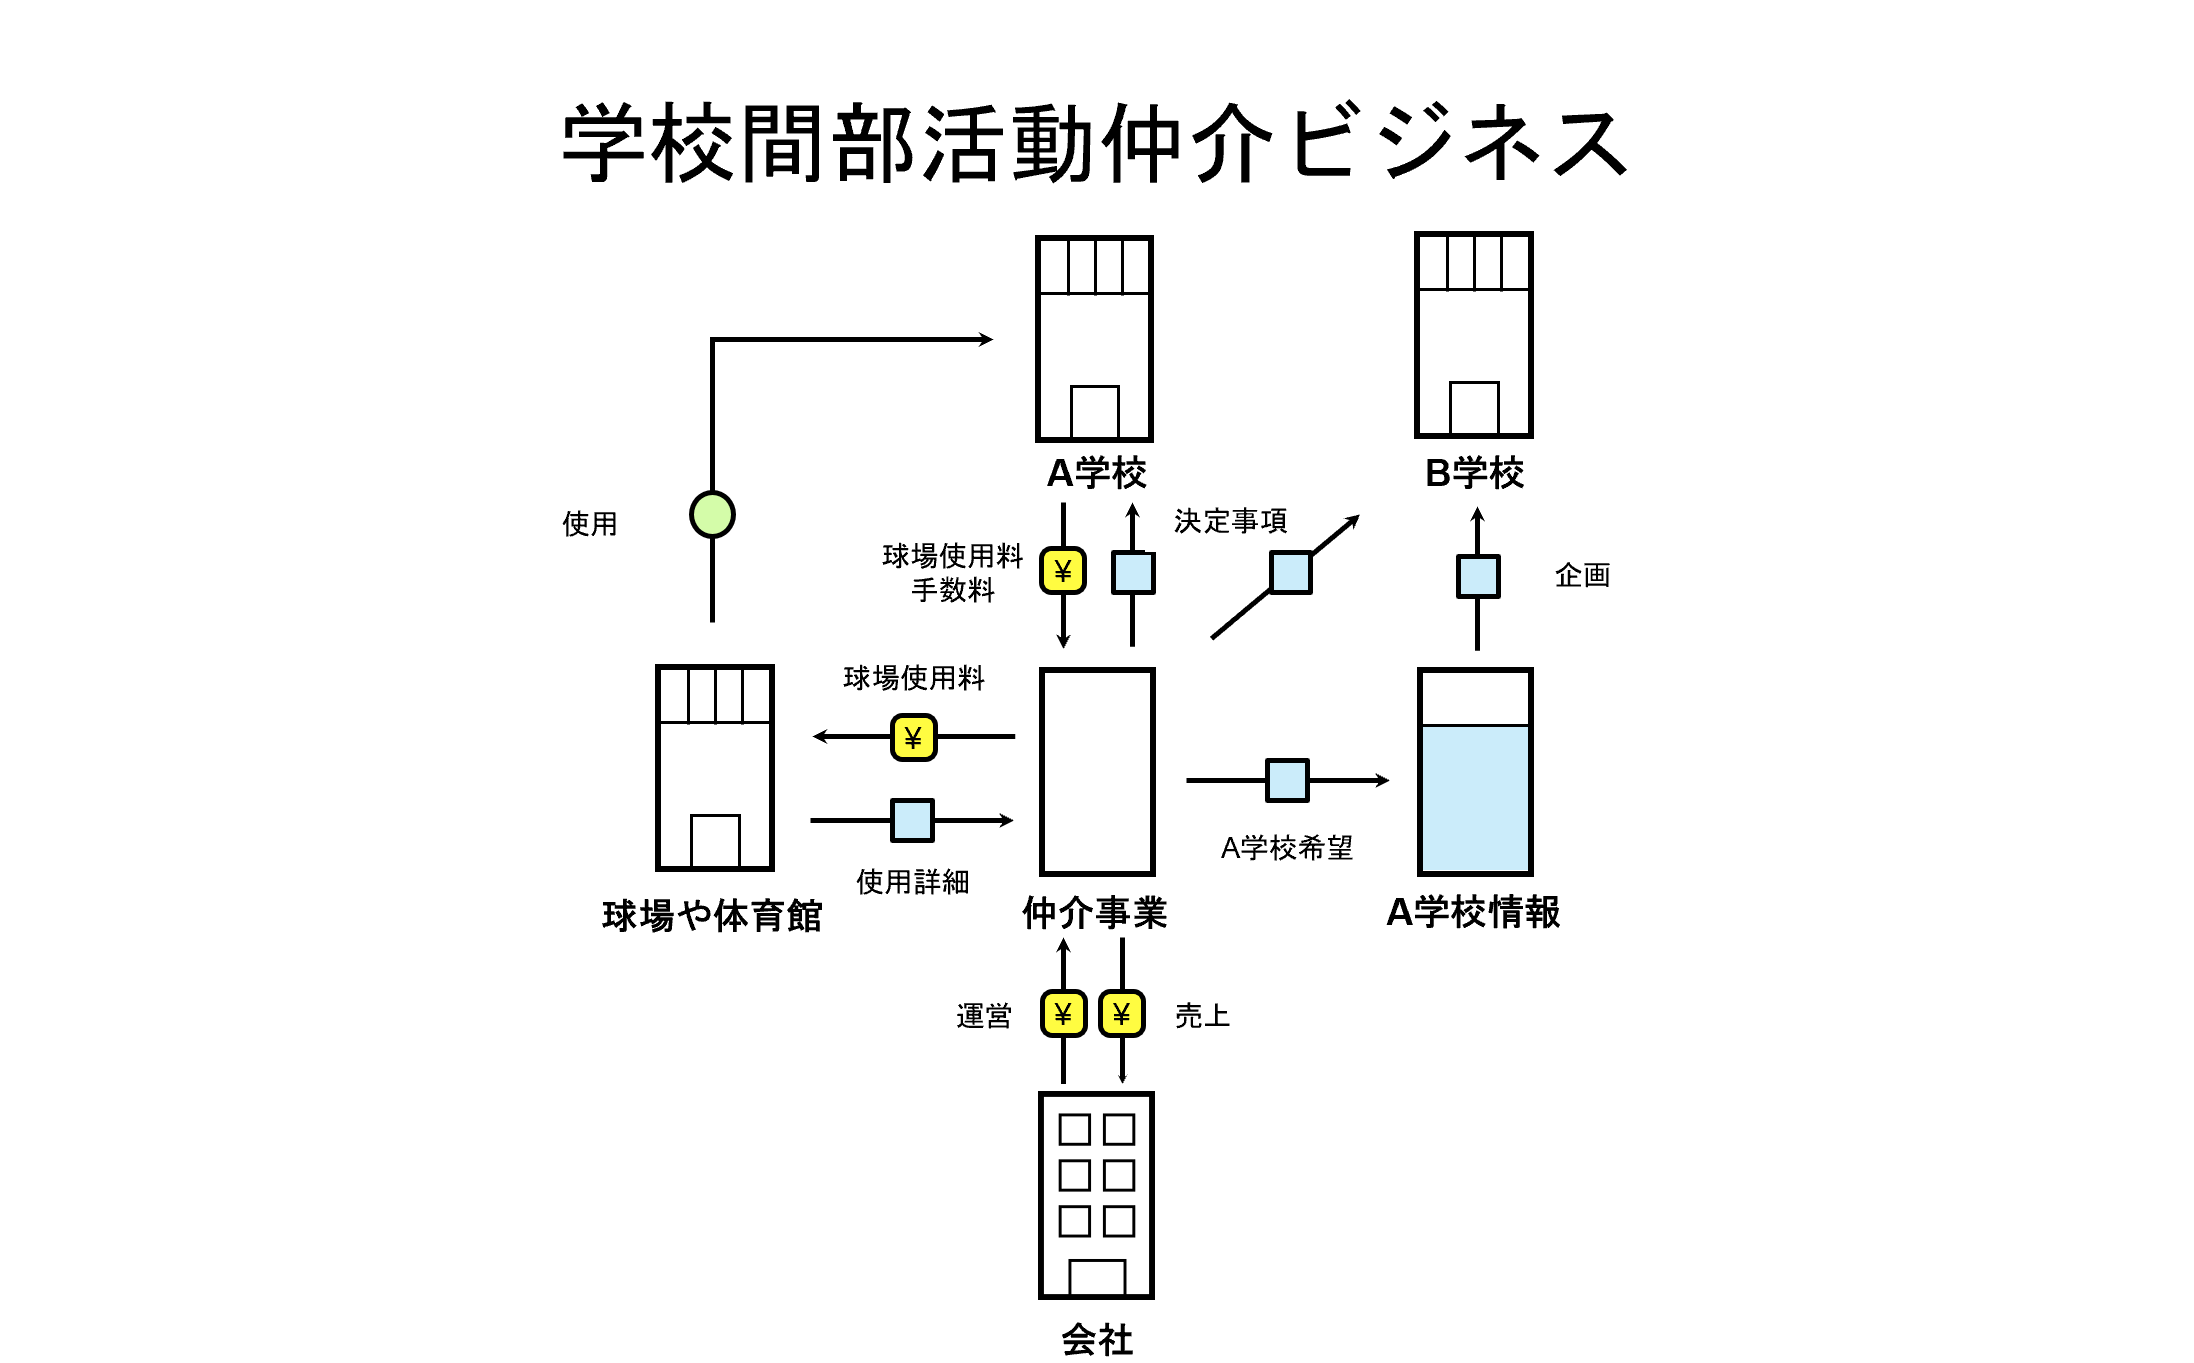 学校間部活動仲介ビジネス
A学校
B学校
使用
決定事項
球場使用料
手数料
¥
企画
球場使用料
¥
A学校希望
使用詳細
球場や体育館
仲介事業
A学校情報
運営
¥
¥
売上
会社